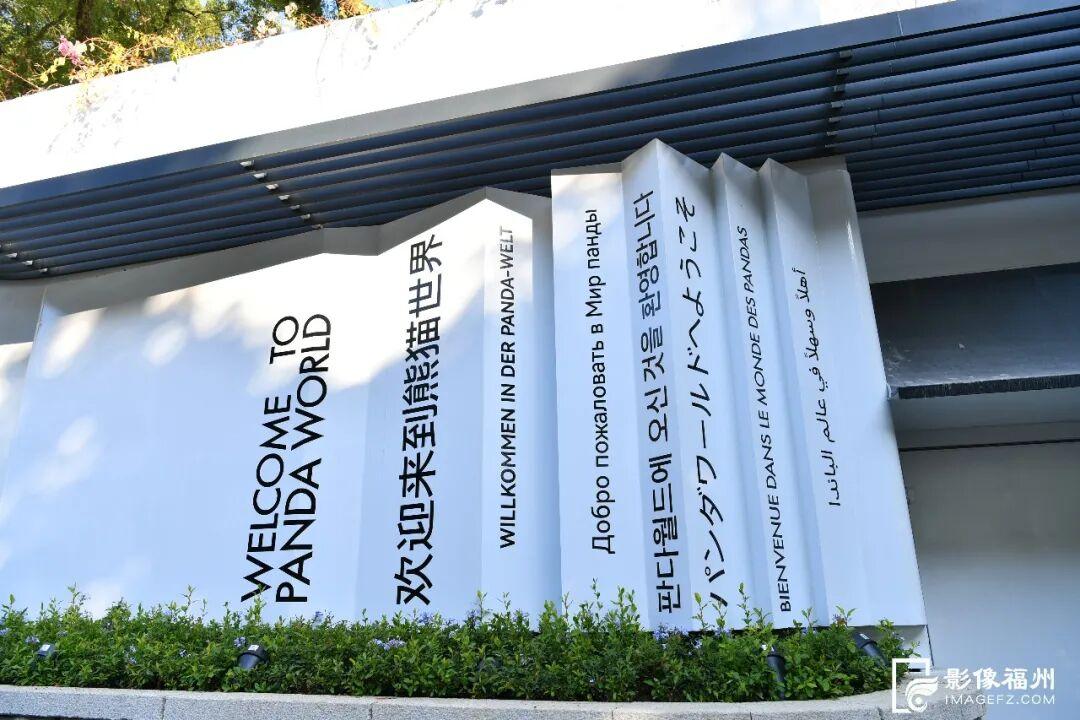 WELCOME TO
PANDA WORLD
欢迎来到熊猫世界
WILLKOMMEN IN DER PANDA-WELT
Добро пожаловать в Мир панды
판다월드에 오신 것을 환영합니다
パンダワールドへようこそ
BIENVENUE DANS LE MONDE DES PANDAS
أهلاً وسهلاً في عالم الباندا
影像福州
IMAGEFZ.COM